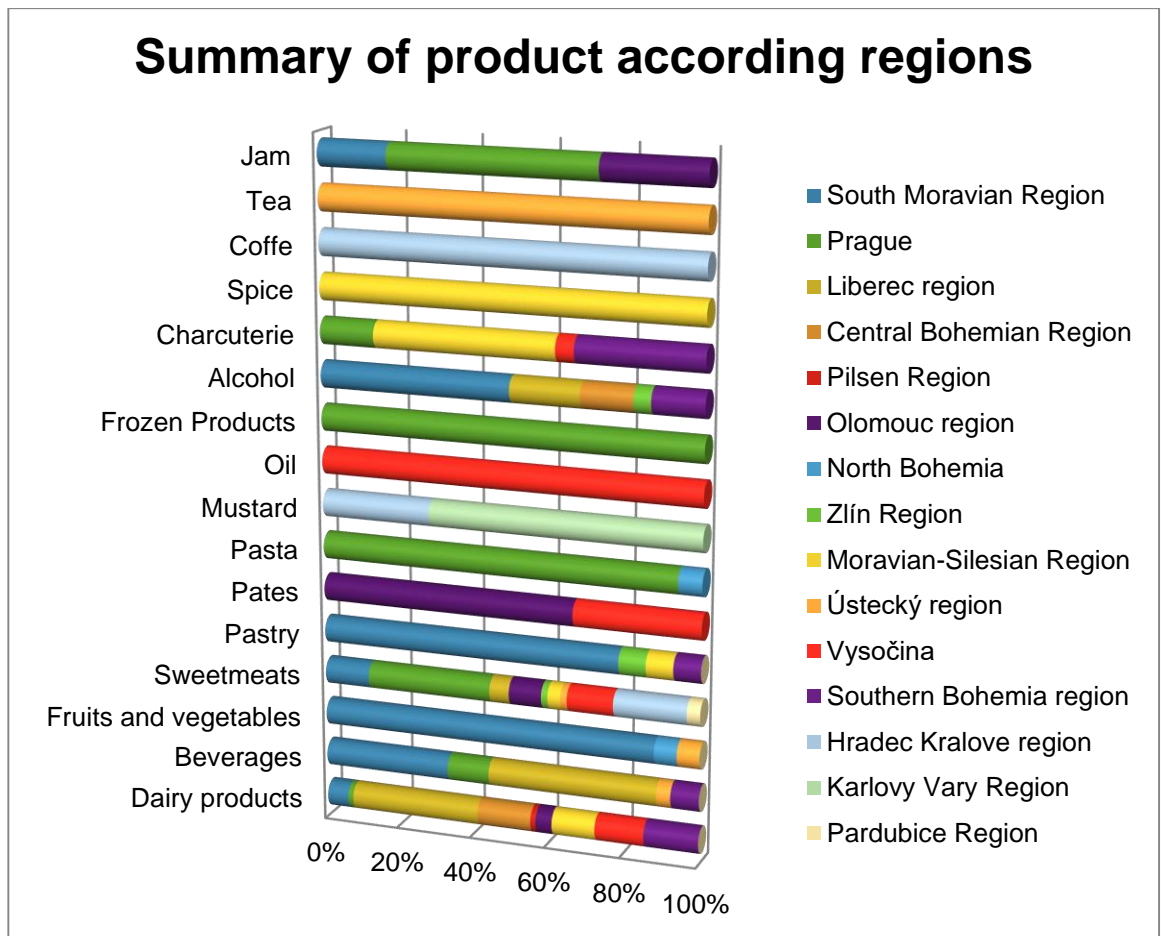 Summary of product according regions
Jam
Tea
Coffe
Spice
Charcuterie
Alcohol
Frozen Products
Oil
Mustard
Pasta
Pates
Pastry
Sweetmeats
Fruits and vegetables
Beverages
Dairy products
0%
20%
40%
60%
80%
100%
South Moravian Region
Prague
Liberec region
Central Bohemian Region
Pilsen Region
Olomouc region
North Bohemia
Zlín Region
Moravian-Silesian Region
Ústecký region
Vysočina
Southern Bohemia region
Hradec Kralove region
Karlovy Vary Region
Pardubice Region